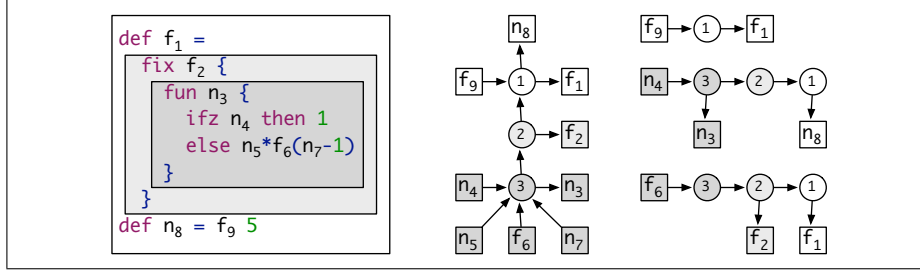 def f₁ =
fix f₂ {
fun n₃ {
ifz n₄ then 1
else n₅*f₆(n₇-1)
}
}
def n₈ = f₉ 5
n₈
f₉ 1 f₁
2 f₂
n₄ 3 n₃
n₅ f₆ n₇
f₉ 1 f₁
n₄ 3 2 1
n₃ n₈
f₆ 3 2 1
f₂ f₁